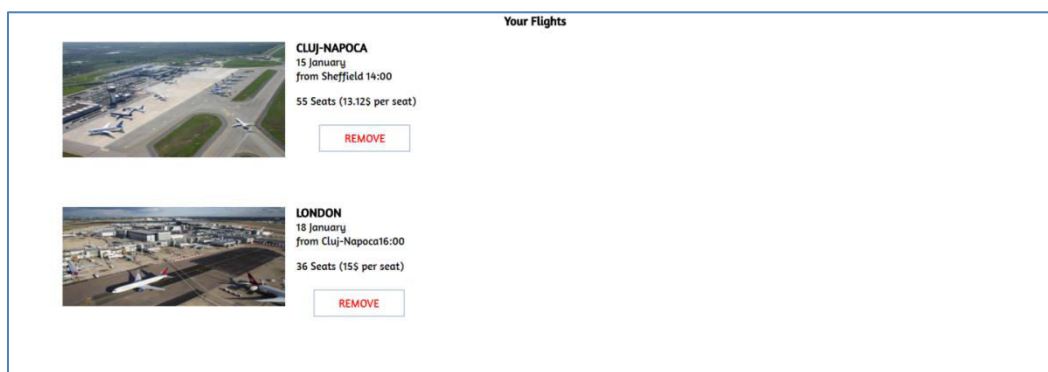 Your Flights
CLUJ-NAPOCA
15 January
from Sheffield 14:00
55 Seats (13.12$ per seat)
REMOVE
LONDON
18 January
from Cluj-Napoca16:00
36 Seats (15$ per seat)
REMOVE